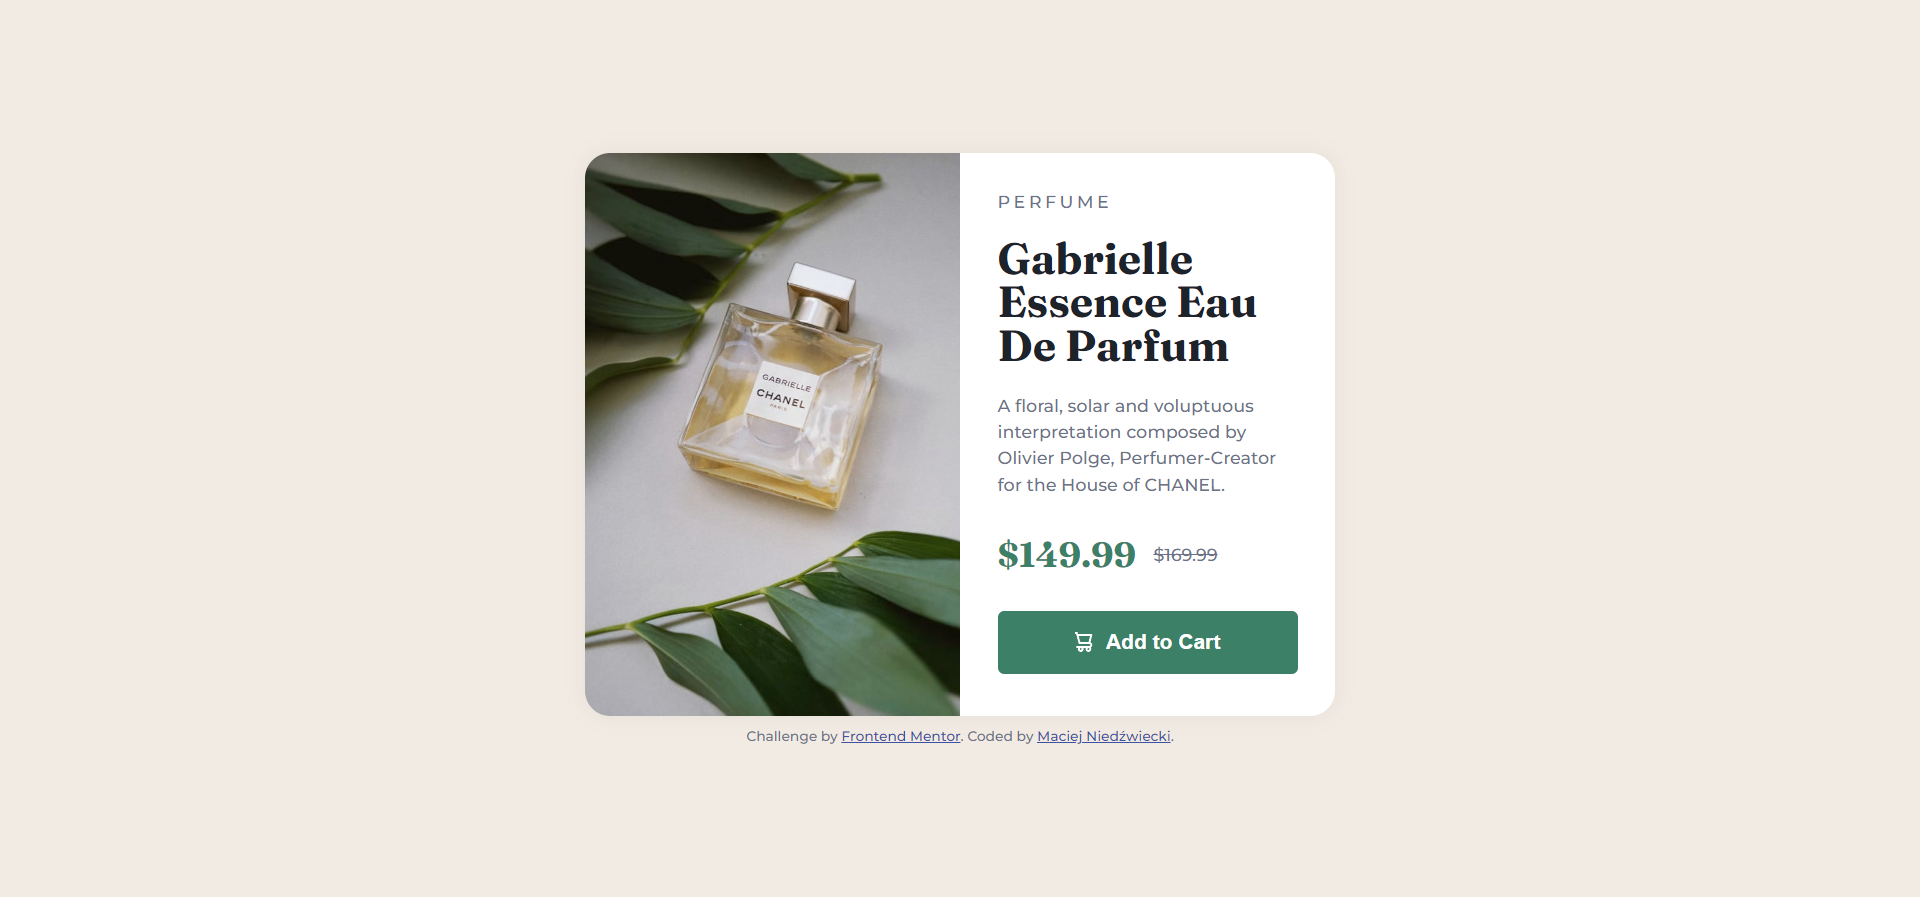 PERFUME
Gabrielle
Essence Eau
De Parfum
A floral, solar and voluptuous
interpretation composed by
Olivier Polge, Perfumer-Creator
for the House of CHANEL.
$149.99 $169.99
Add to Cart
GABRIELLE
CHANEL
PARIS
Challenge by Frontend Mentor. Coded by Maciej Niedźwiecki.